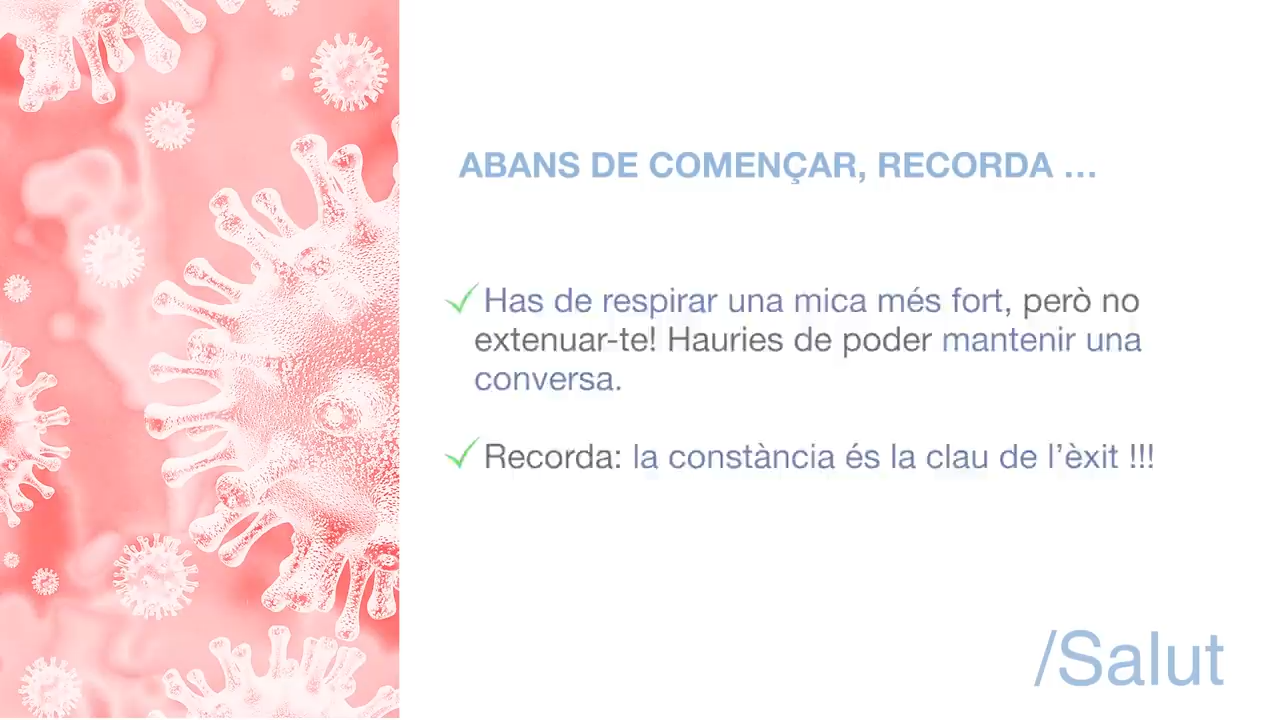 ABANS DE COMENÇAR, RECORDA …
Has de respirar una mica més fort, però no
extenuar-te! Hauries de poder mantenir una
conversa.
Recorda: la constància és la clau de l’èxit !!!
/Salut